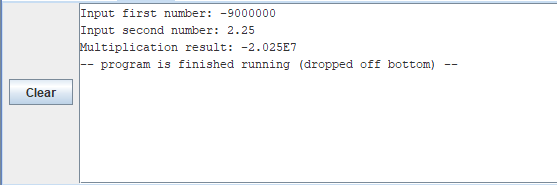 Input first number: -9000000
Input second number: 2.25
Multiplication result: -2.025E7
-- program is finished running (dropped off bottom) --
Clear